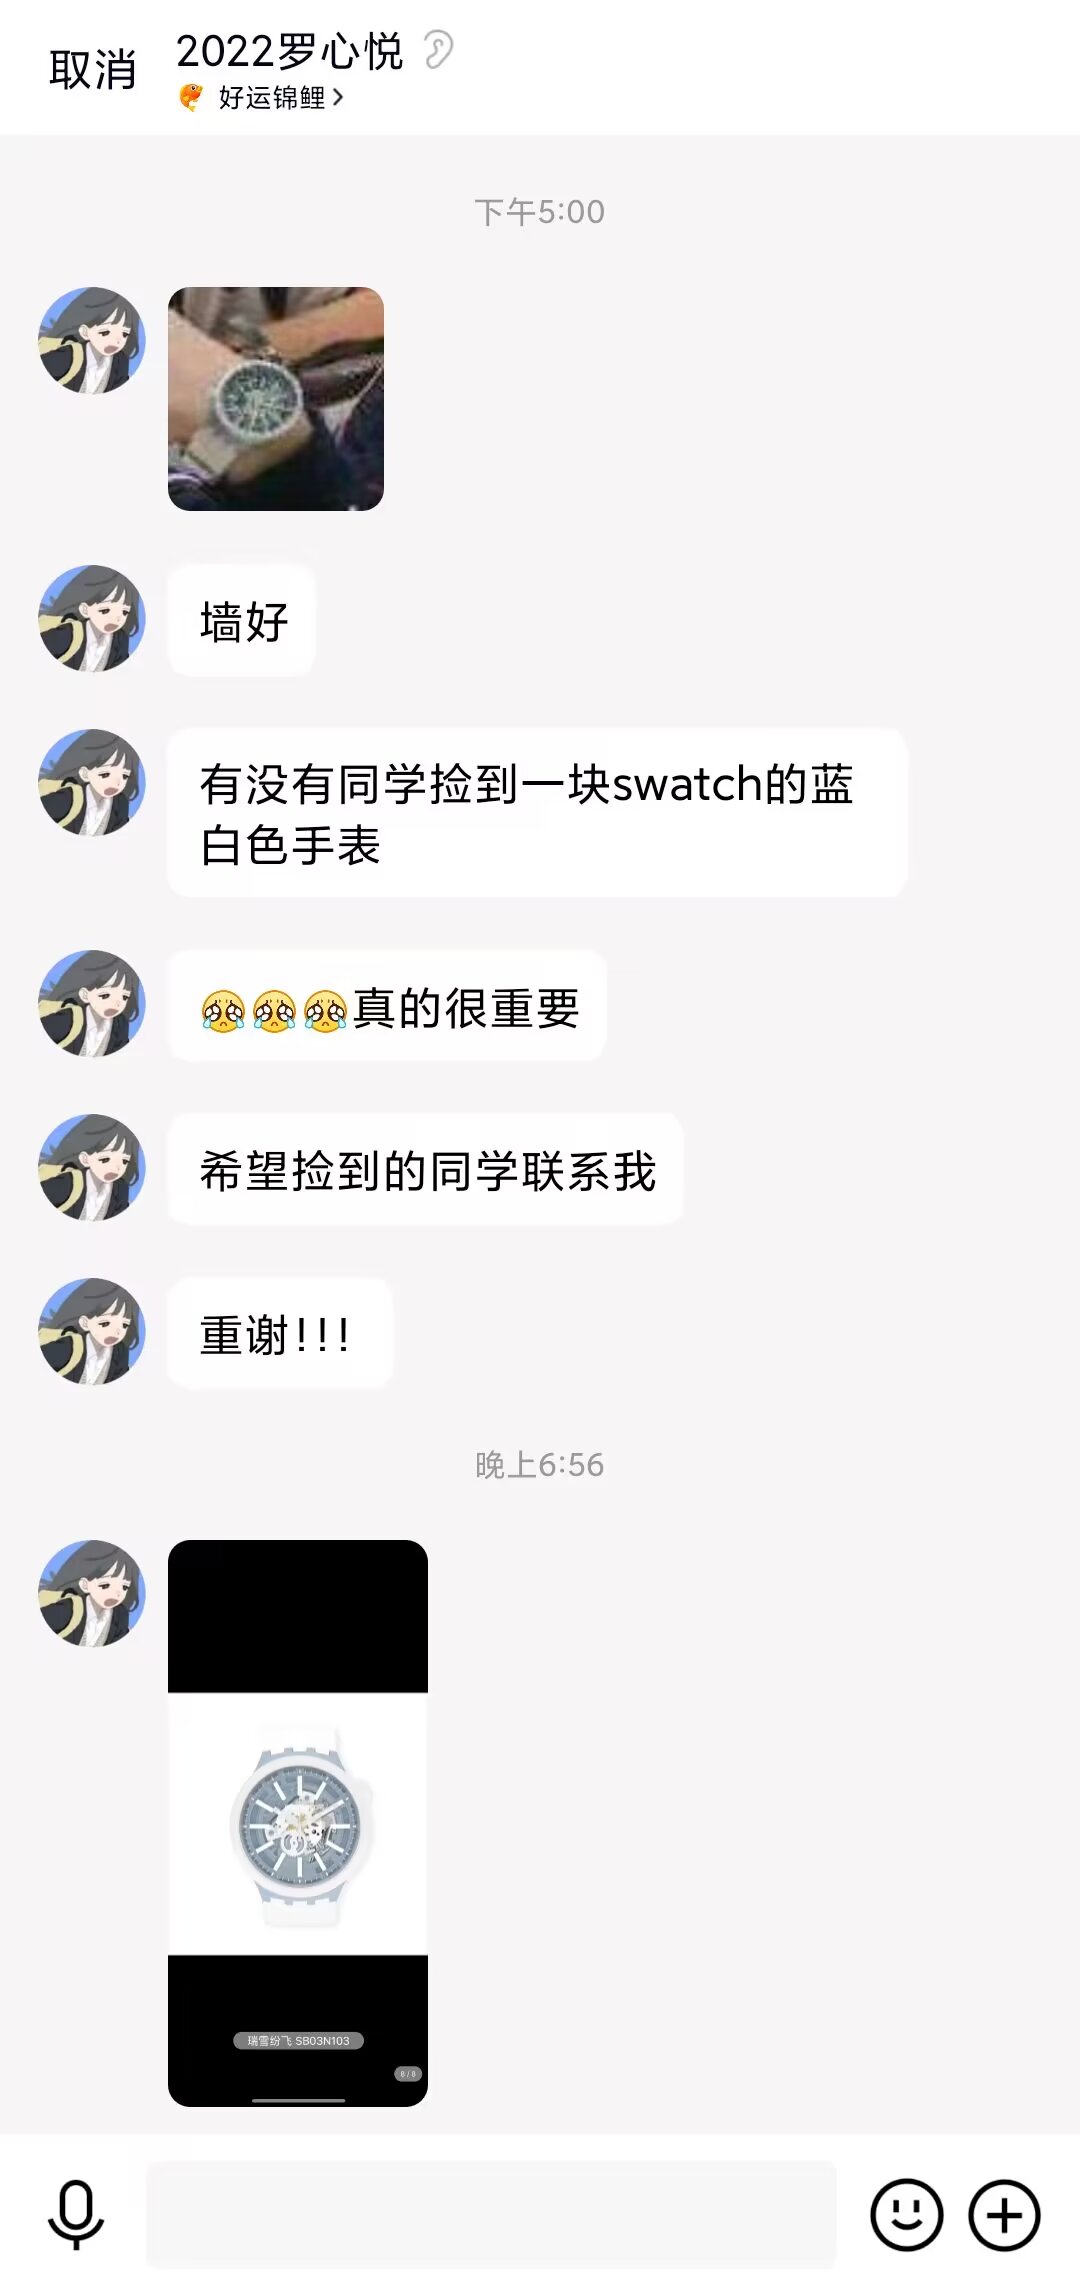 取消
2022罗心悦
好运锦鲤
下午5:00
墙好
有没有同学捡到一块swatch的蓝
白色手表
🥹🥹🥹真的很重要
希望捡到的同学联系我
重谢!!!
晚上6:56
瑞雪纷飞 SB03N103
8/8